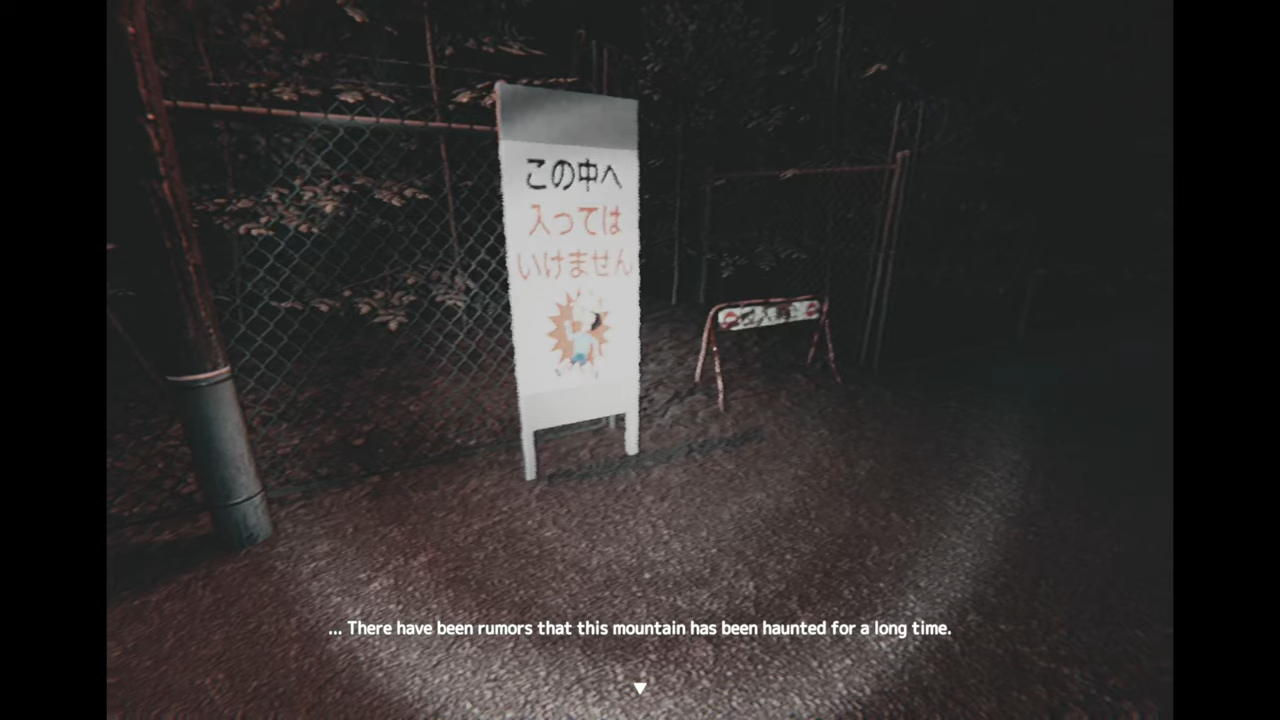 この中へ
入っては
いけません
... There have been rumors that this mountain has been haunted for a long time.